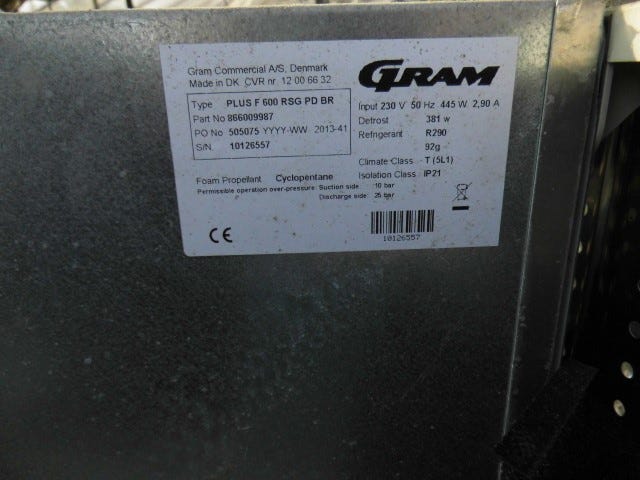 Gram Commercial A/S, Denmark
Made in DK CVR nr. 12 00 66 32
GRAM
Type PLUS F 600 RSG PD BR
Part No 866009987
PO No 505075 YYYY-WW 2013-41
S/N 10126557
Input 230 V 50 Hz 445 W 2,90 A
Defrost 381 w
Refrigerant R290
92g
Climate Class T (5L1)
Isolation Class IP21
Foam Propellant Cyclopentane
Permissible operation over-pressure: Suction side: 10 bar
Discharge side: 25 bar
CE
10126557